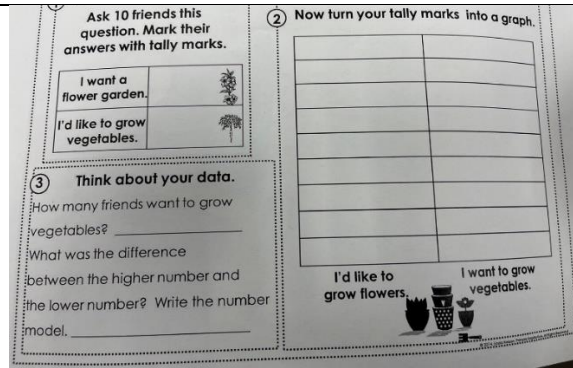 Ask 10 friends this
question. Mark their
answers with tally marks.
I want a
flower garden.
I'd like to grow
vegetables.
2 Now turn your tally marks into a graph.
I'd like to
grow flowers.
I want to grow
vegetables.
3 Think about your data.
How many friends want to grow
vegetables?
What was the difference
between the higher number and
the lower number? Write the number
model.